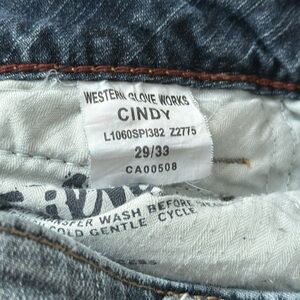 WESTERN GLOVE WORKS
CINDY
L1060SPI382 Z2775
29/33
CA00508
WASH BEFORE
COLD GENTLE CYCLE